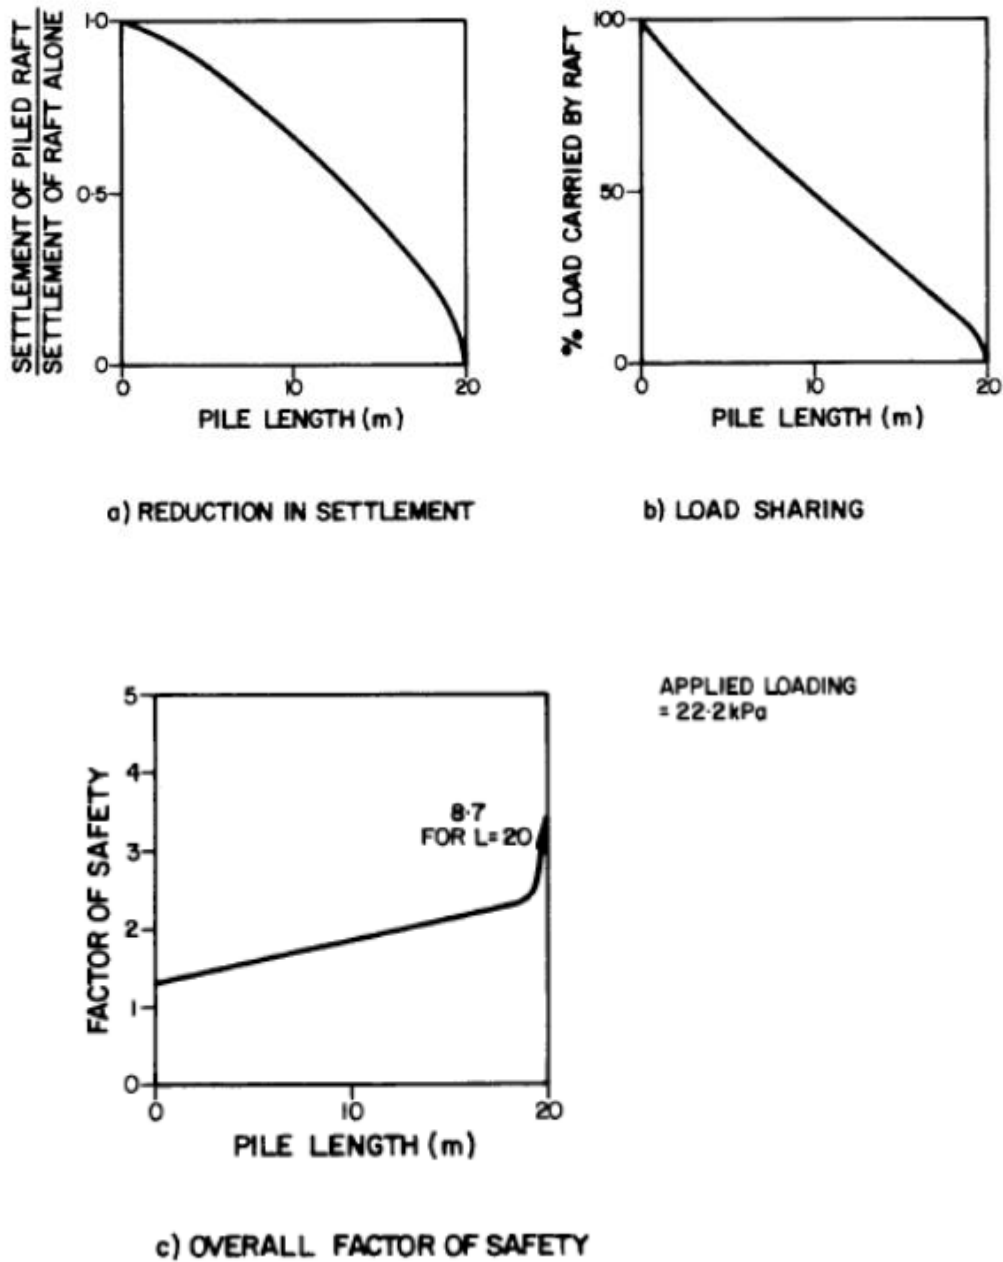 SETTLEMENT OF PILED RAFT
SETTLEMENT OF RAFT ALONE
1·0
0·5
0
0
10
20
PILE LENGTH (m)
a) REDUCTION IN SETTLEMENT
% LOAD CARRIED BY RAFT
100
50
0
0
10
20
PILE LENGTH (m)
b) LOAD SHARING
APPLIED LOADING
= 22·2kPa
FACTOR OF SAFETY
5
4
3
2
1
0
8·7
FOR L=20
0
10
20
PILE LENGTH (m)
c) OVERALL FACTOR OF SAFETY